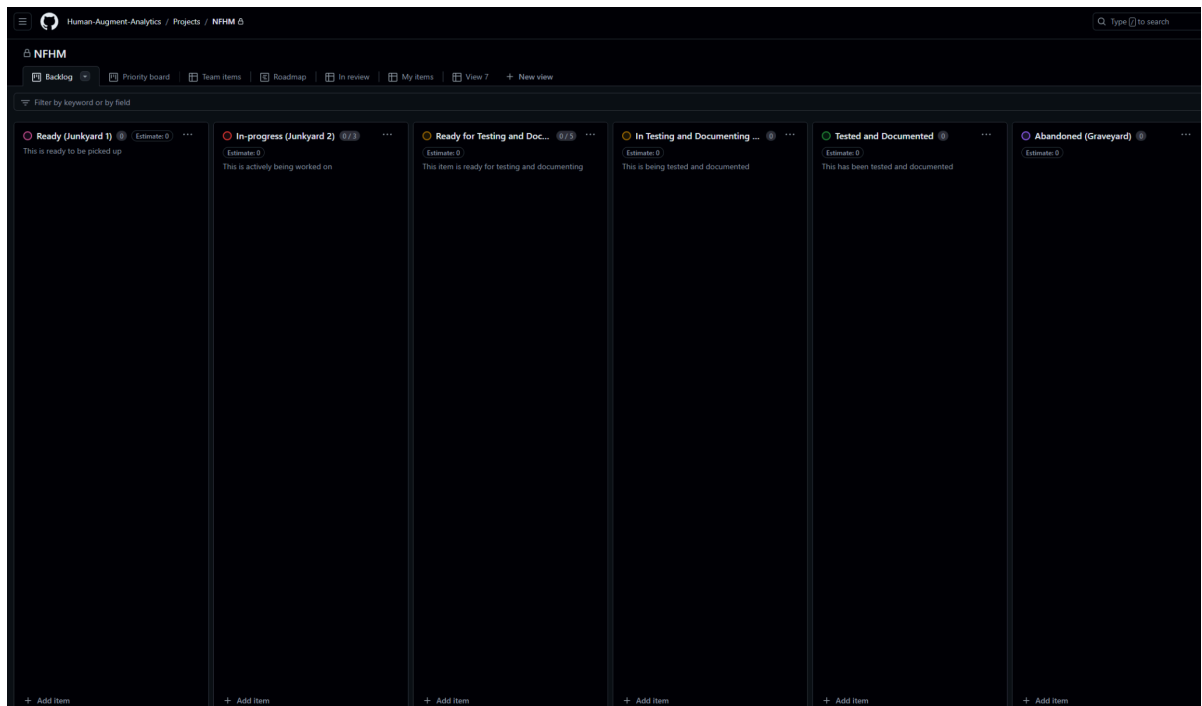 Human-Augment-Analytics / Projects / NFHM
Type / to search
NFHM
Backlog
Priority board
Team items
Roadmap
In review
My items
View 7
+ New view
Filter by keyword or by field
Ready (Junkyard 1) 0 Estimate: 0 ...
This is ready to be picked up
+ Add item
In-progress (Junkyard 2) 0 / 3 ...
Estimate: 0
This is actively being worked on
+ Add item
Ready for Testing and Doc... 0 / 5 ...
Estimate: 0
This item is ready for testing and documenting
+ Add item
In Testing and Documenting ... 0 ...
Estimate: 0
This is being tested and documented
+ Add item
Tested and Documented 0 ...
Estimate: 0
This has been tested and documented
+ Add item
Abandoned (Graveyard) 0 ...
Estimate: 0
+ Add item